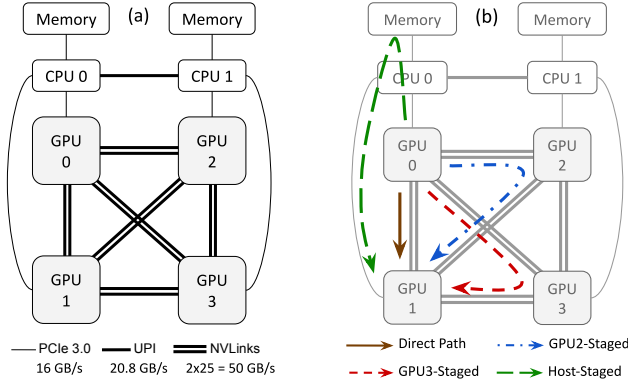 Memory
(a)
Memory
CPU 0
CPU 1
GPU
0
GPU
2
GPU
1
GPU
3
PCIe 3.0
UPI
NVLinks
16 GB/s
20.8 GB/s
2x25 = 50 GB/s
Memory
(b)
Memory
CPU 0
CPU 1
GPU
0
GPU
2
GPU
1
GPU
3
Direct Path
GPU2-Staged
GPU3-Staged
Host-Staged